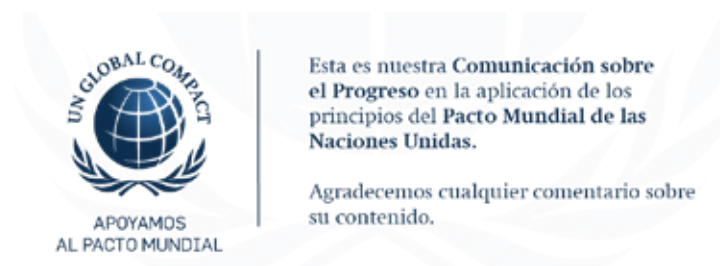 UN GLOBAL COMPACT
APOYAMOS
AL PACTO MUNDIAL
Esta es nuestra Comunicación sobre
el Progreso en la aplicación de los
principios del Pacto Mundial de las
Naciones Unidas.
Agradecemos cualquier comentario sobre
su contenido.